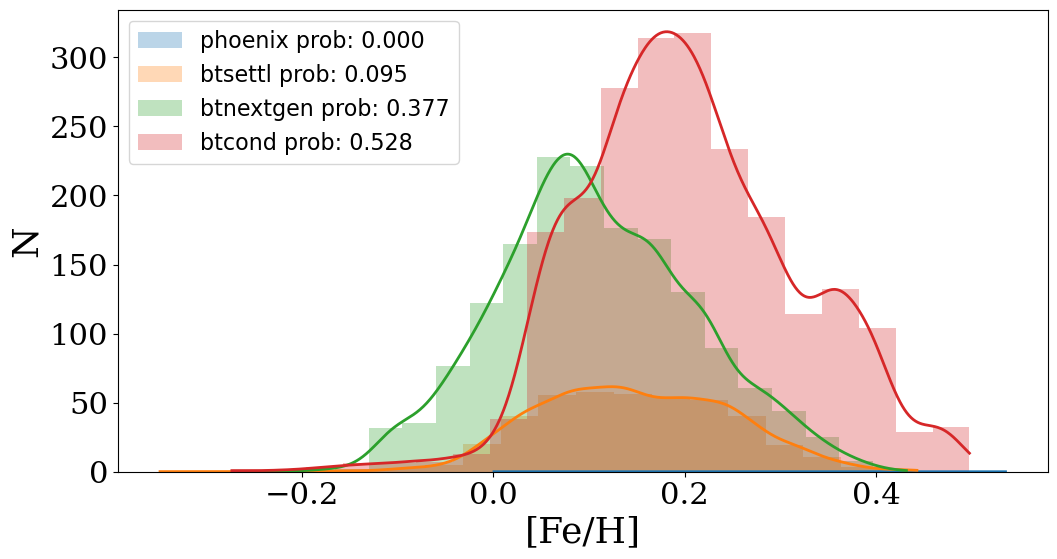 phoenix prob: 0.000
btsettl prob: 0.095
btnextgen prob: 0.377
btcond prob: 0.528
300
250
200
150
100
50
0
N
−0.2 0.0 0.2 0.4
[Fe/H]